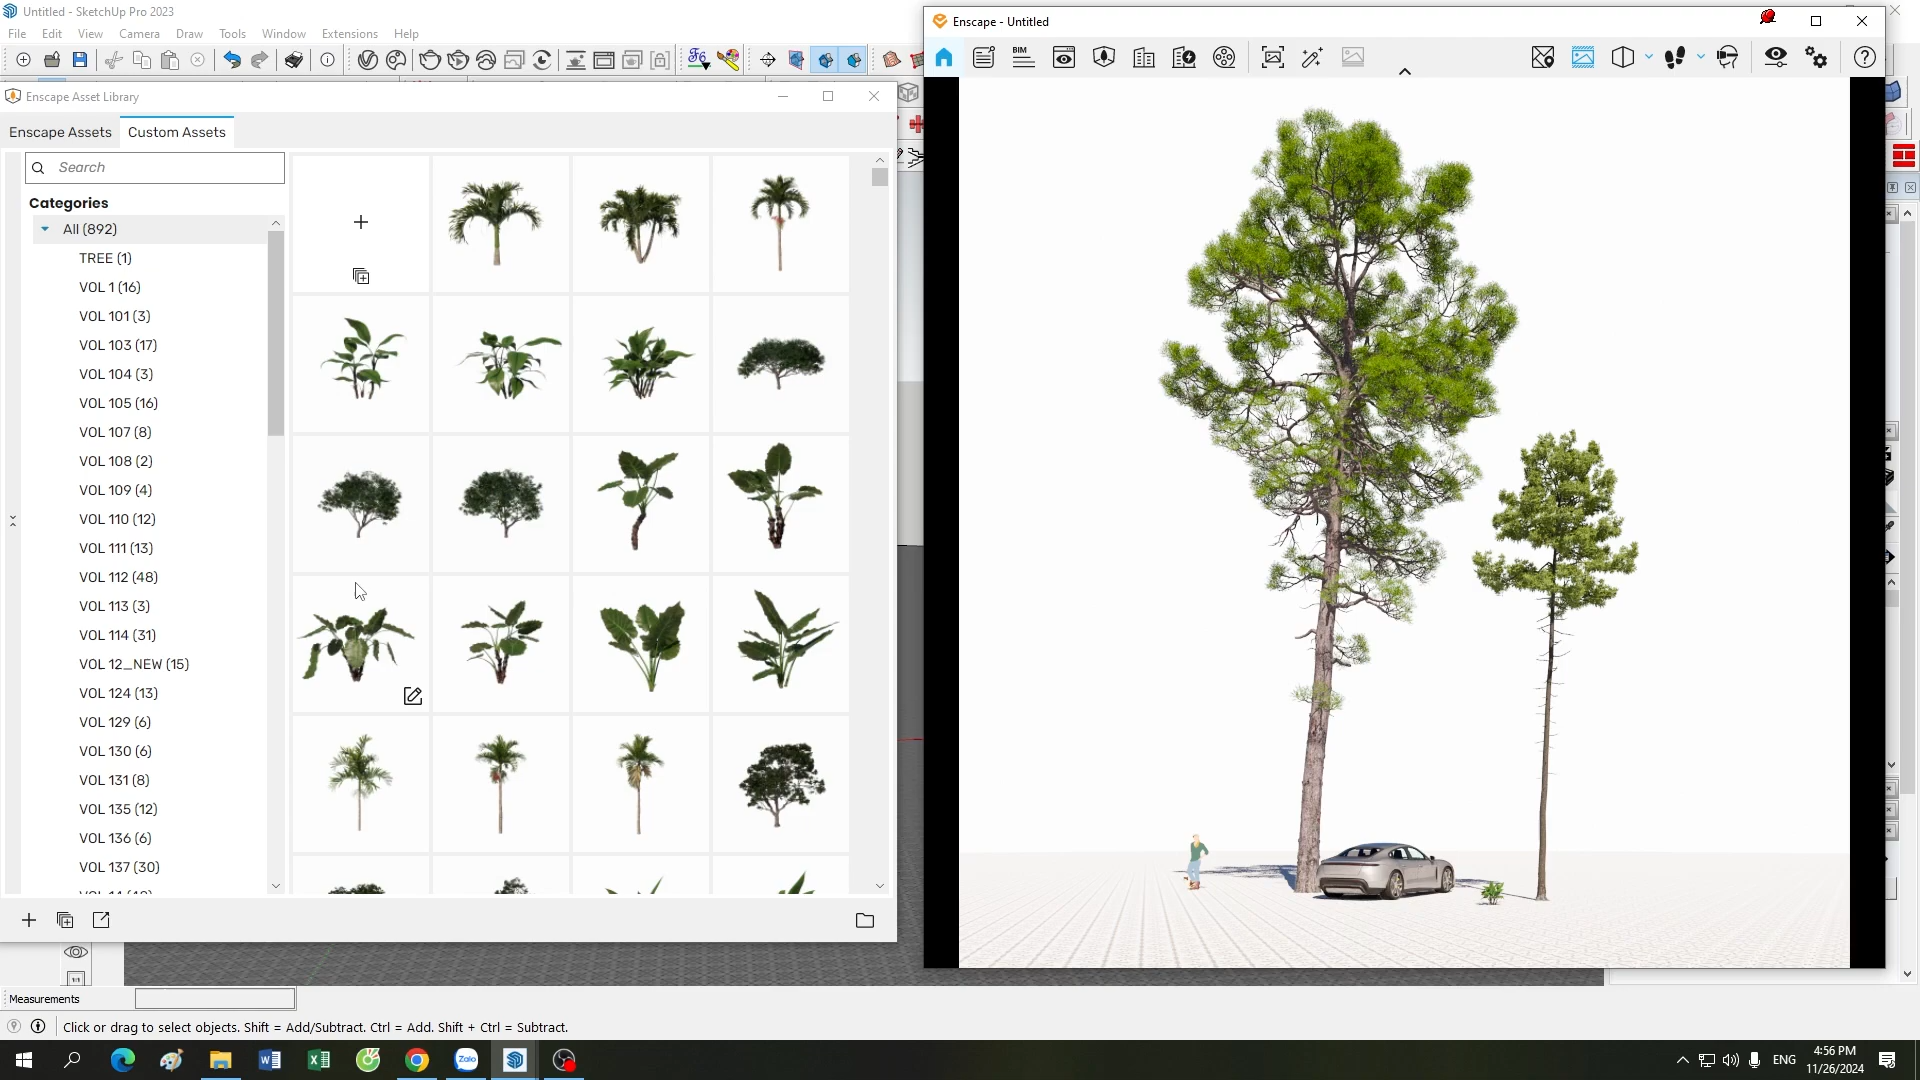 Untitled - SketchUp Pro 2023
File Edit View Camera Draw Tools Window Extensions Help
Enscape - Untitled
BIM
Enscape Asset Library
Enscape Assets Custom Assets
Search
Categories
All (892)
TREE (1)
VOL 1 (16)
VOL 101 (3)
VOL 103 (17)
VOL 104 (3)
VOL 105 (16)
VOL 107 (8)
VOL 108 (2)
VOL 109 (4)
VOL 110 (12)
VOL 111 (13)
VOL 112 (48)
VOL 113 (3)
VOL 114 (31)
VOL 12_NEW (15)
VOL 124 (13)
VOL 129 (6)
VOL 130 (6)
VOL 131 (8)
VOL 135 (12)
VOL 136 (6)
VOL 137 (30)
Measurements
Click or drag to select objects. Shift = Add/Subtract. Ctrl = Add. Shift + Ctrl = Subtract.
Zalo
ENG
4:56 PM
11/26/2024